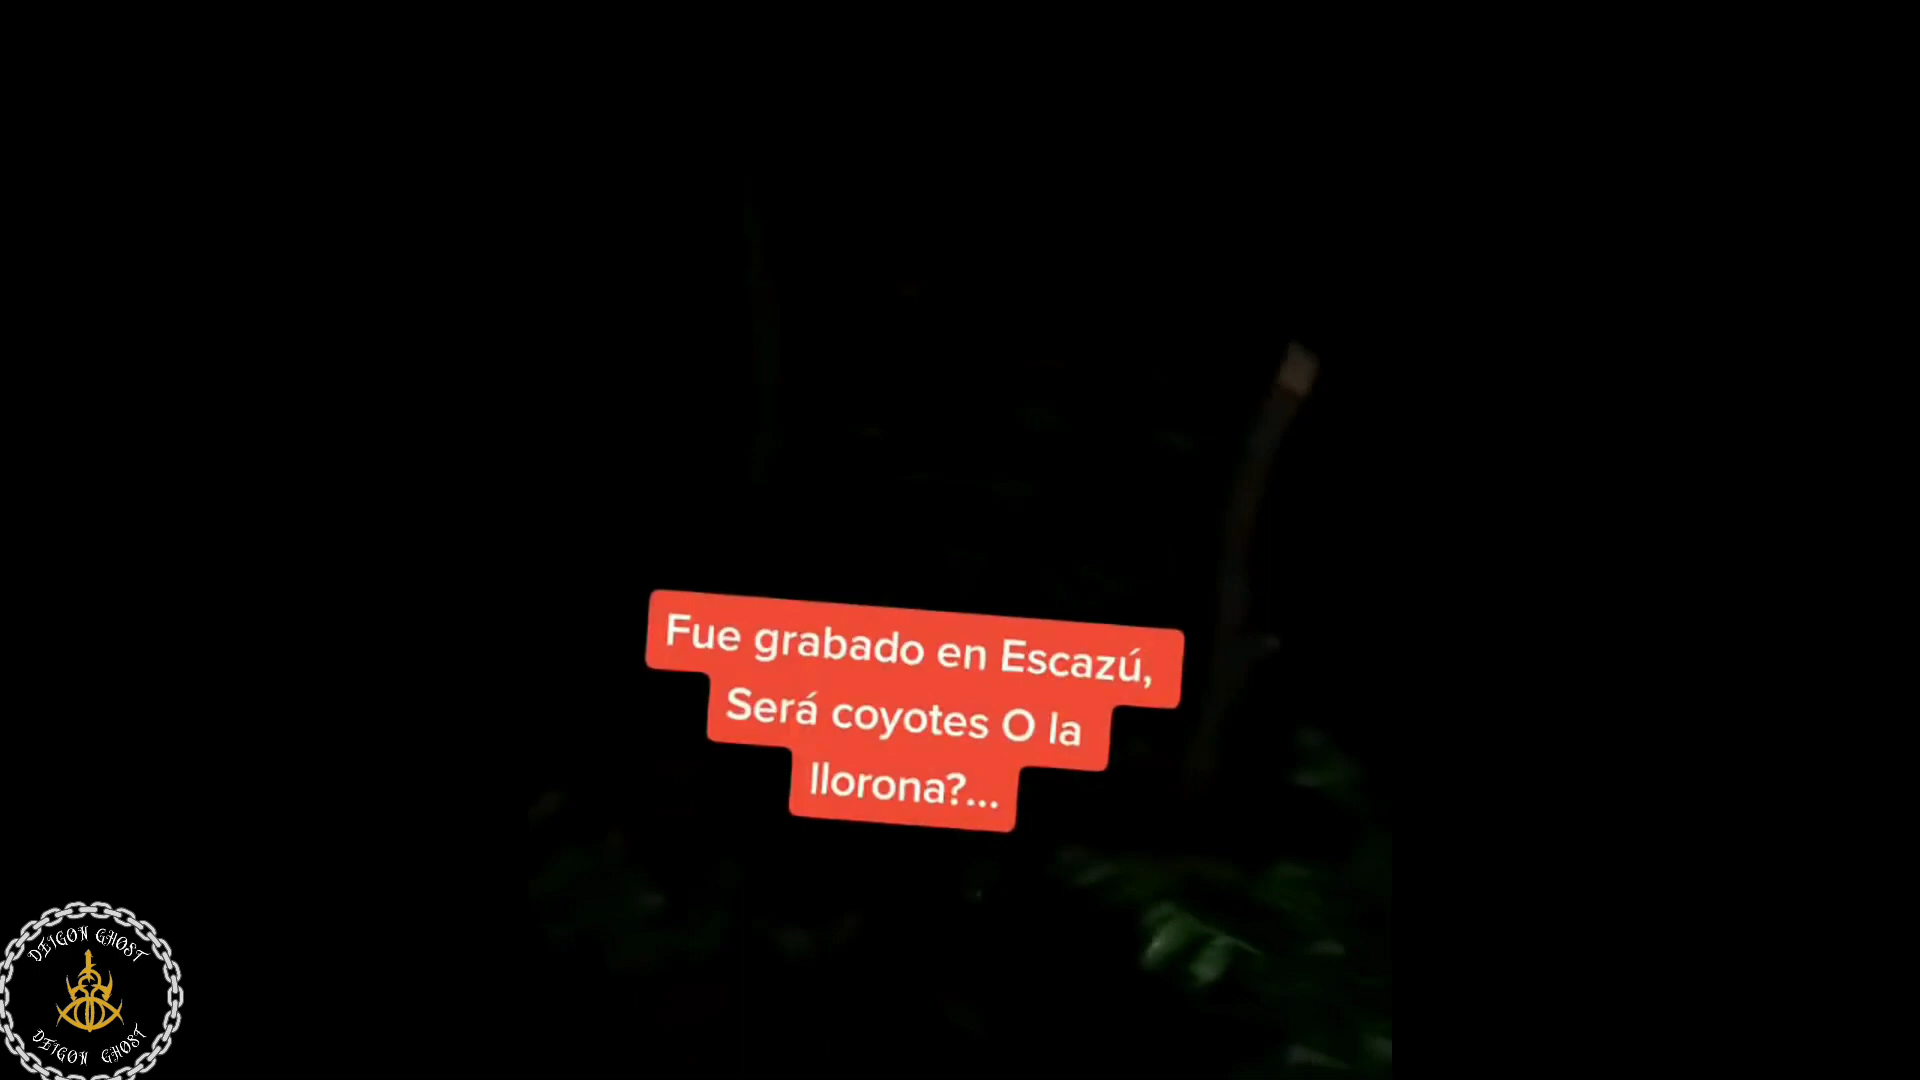 Fue grabado en Escazú,
Será coyotes O la
llorona?...
DEIGON GHOST
DEIGON GHOST